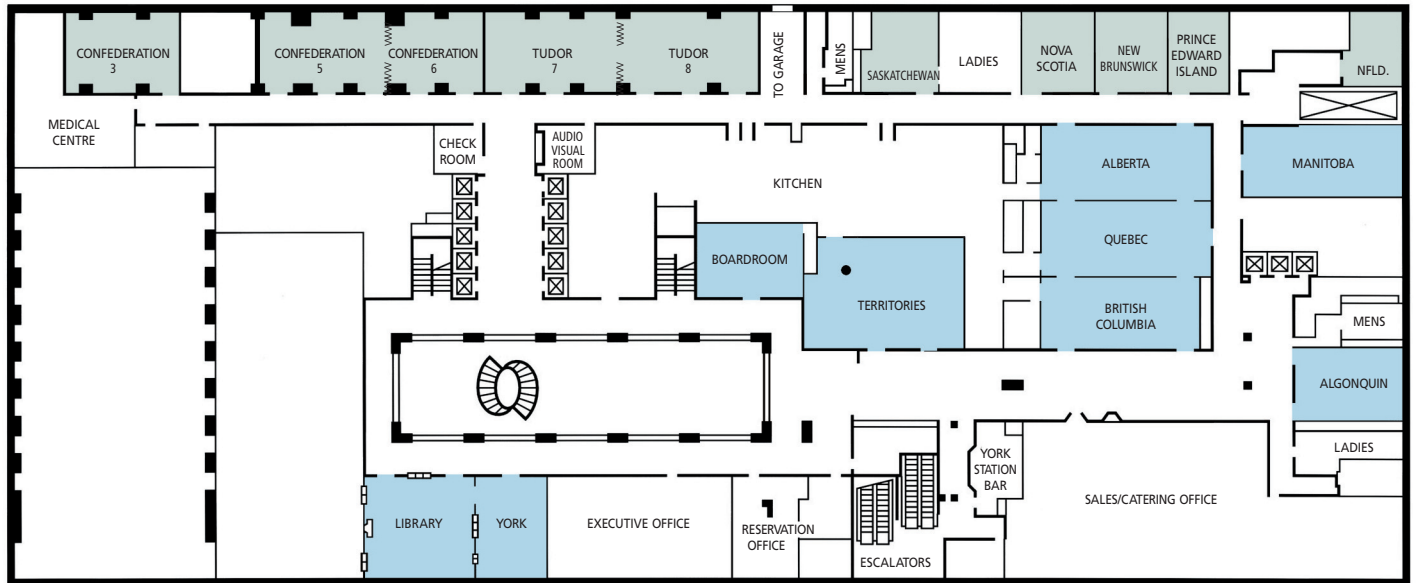 CONFEDERATION
3
CONFEDERATION
5
CONFEDERATION
6
TUDOR
7
TUDOR
8
TO GARAGE
MENS
SASKATCHEWAN
LADIES
NOVA
SCOTIA
NEW
BRUNSWICK
PRINCE
EDWARD
ISLAND
NFLD.
MEDICAL
CENTRE
CHECK
ROOM
AUDIO
VISUAL
ROOM
KITCHEN
ALBERTA
MANITOBA
BOARDROOM
QUEBEC
TERRITORIES
BRITISH
COLUMBIA
MENS
ALGONQUIN
LADIES
YORK
STATION
BAR
SALES/CATERING OFFICE
LIBRARY
YORK
EXECUTIVE OFFICE
RESERVATION
OFFICE
ESCALATORS